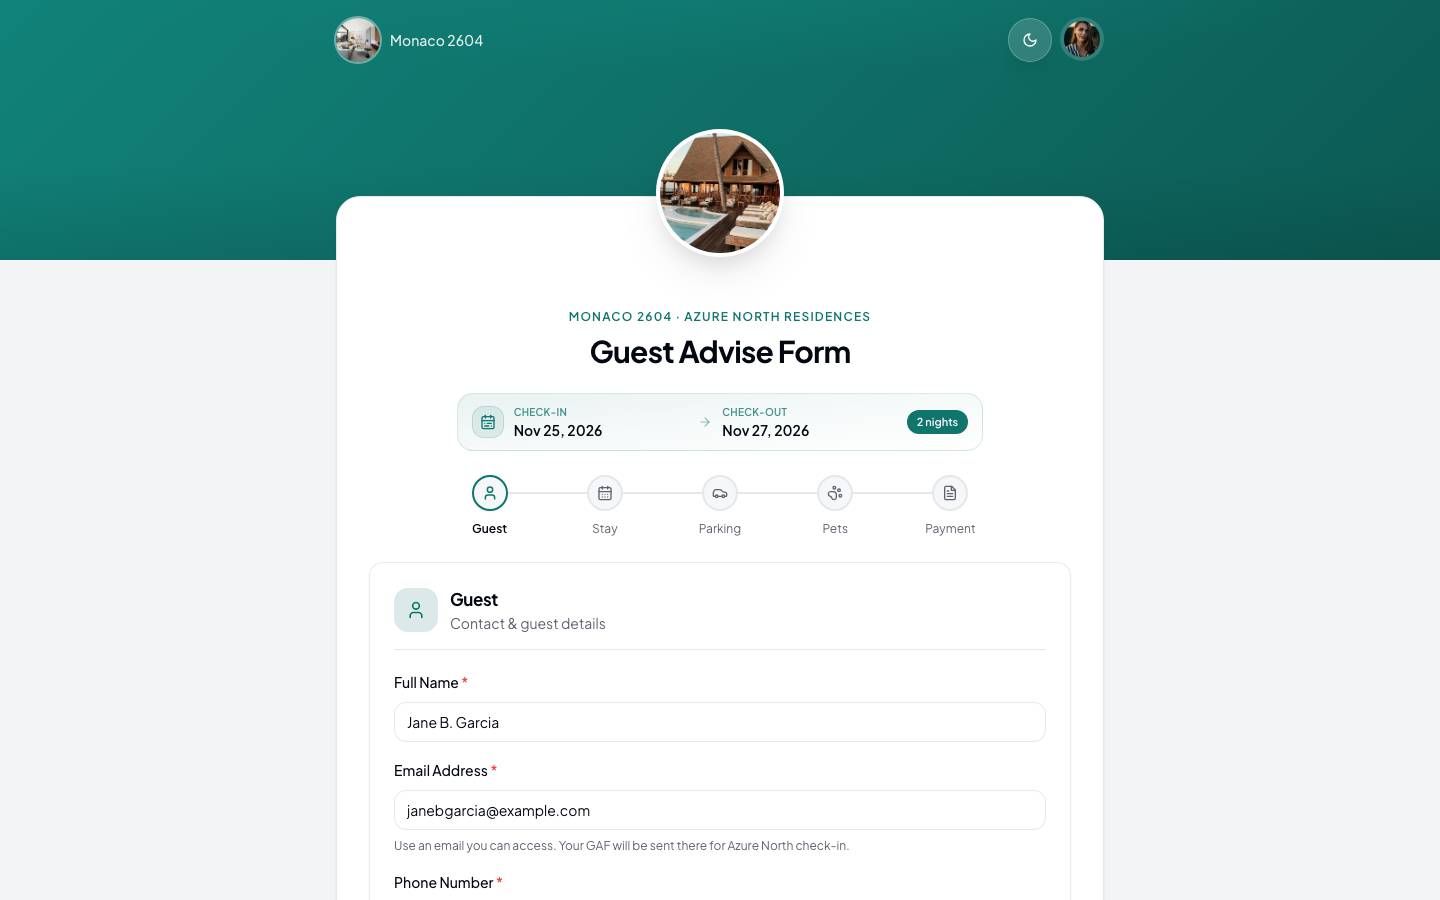 Monaco 2604
MONACO 2604 · AZURE NORTH RESIDENCES
Guest Advise Form
CHECK-IN
Nov 25, 2026
CHECK-OUT
Nov 27, 2026
2 nights
Guest
Stay
Parking
Pets
Payment
Guest
Contact & guest details
Full Name *
Jane B. Garcia
Email Address *
janebgarcia@example.com
Use an email you can access. Your GAF will be sent there for Azure North check-in.
Phone Number *